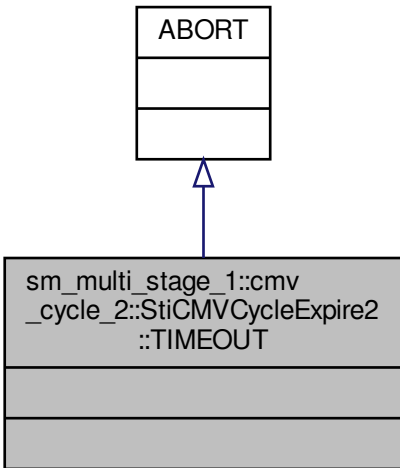 ABORT
sm_multi_stage_1::cmv
_cycle_2::StiCMVCycleExpire2
::TIMEOUT